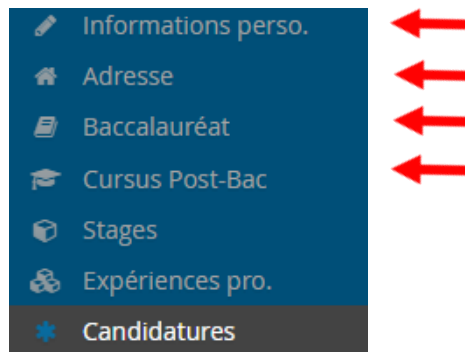 Informations perso.
Adresse
Baccalauréat
Cursus Post-Bac
Stages
Expériences pro.
Candidatures